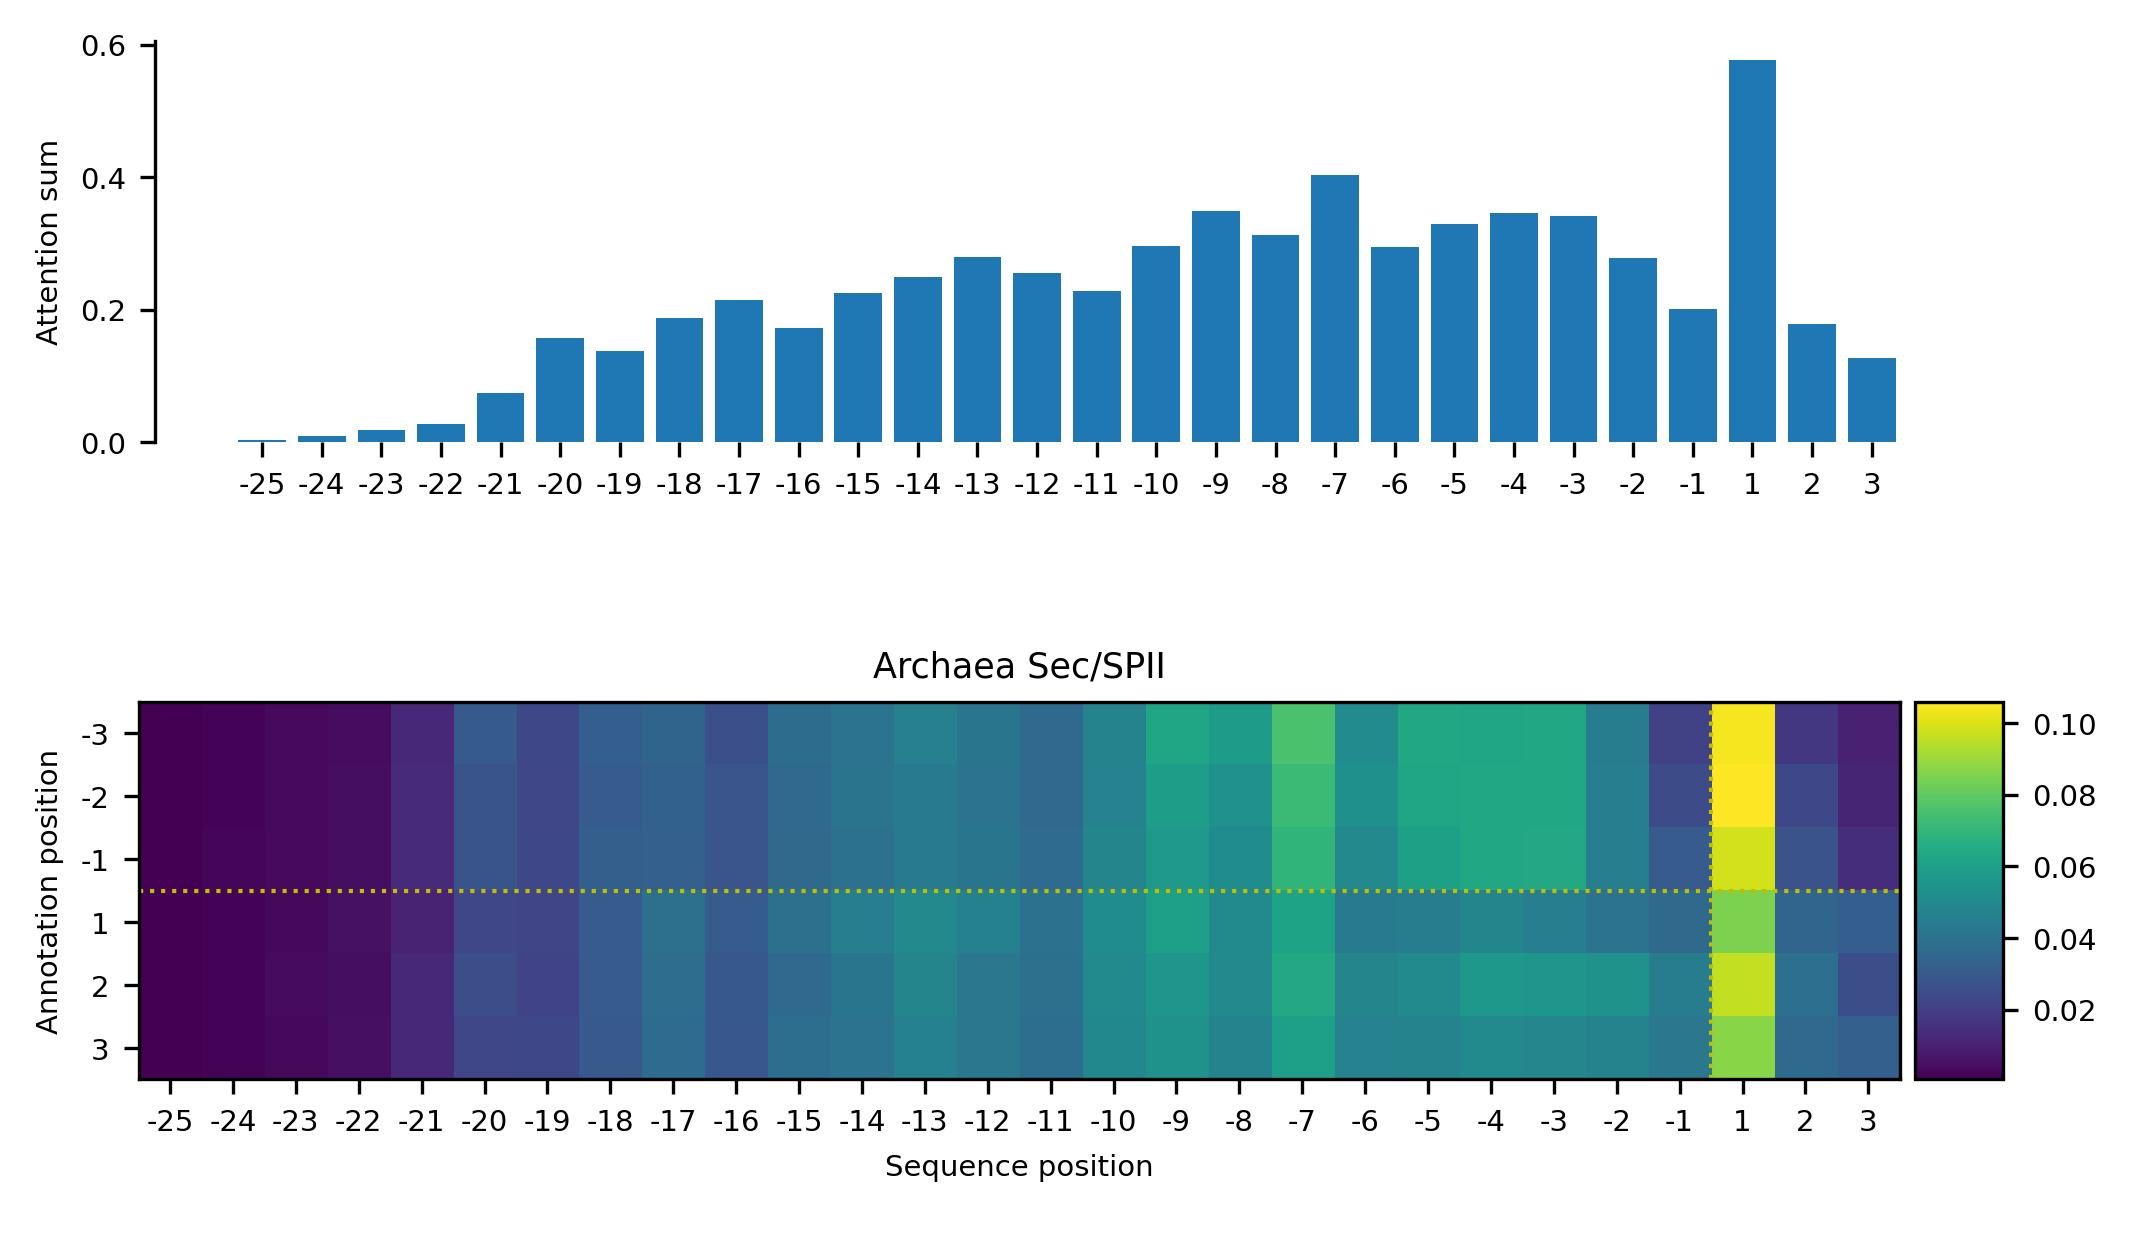 0.6
0.4
0.2
0.0
Attention sum
-25 -24 -23 -22 -21 -20 -19 -18 -17 -16 -15 -14 -13 -12 -11 -10 -9 -8 -7 -6 -5 -4 -3 -2 -1 1 2 3
Archaea Sec/SPII
-3
-2
-1
1
2
3
Annotation position
0.10
0.08
0.06
0.04
0.02
-25 -24 -23 -22 -21 -20 -19 -18 -17 -16 -15 -14 -13 -12 -11 -10 -9 -8 -7 -6 -5 -4 -3 -2 -1 1 2 3
Sequence position